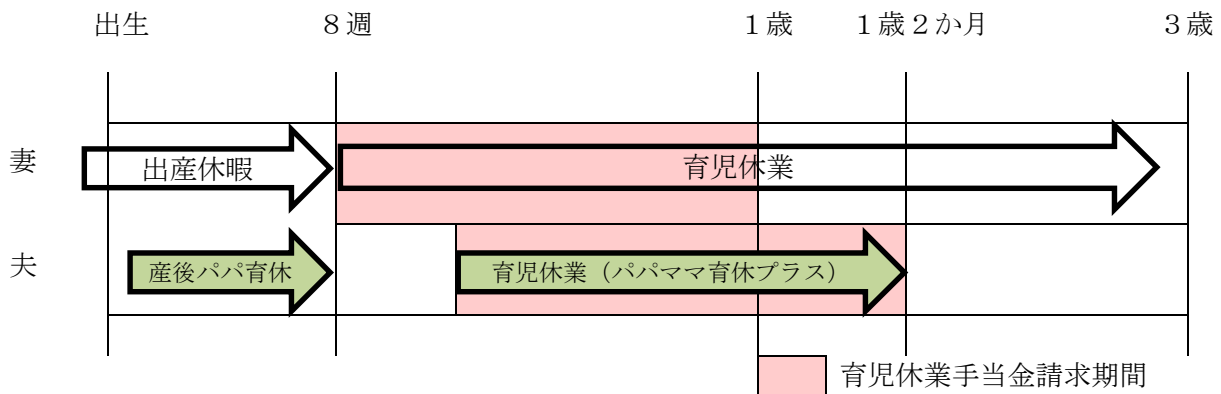 出生 ８週 １歳 １歳２か月 ３歳
妻 出産休暇 育児休業
夫 産後パパ育休 育児休業（パパママ育休プラス）
育児休業手当金請求期間